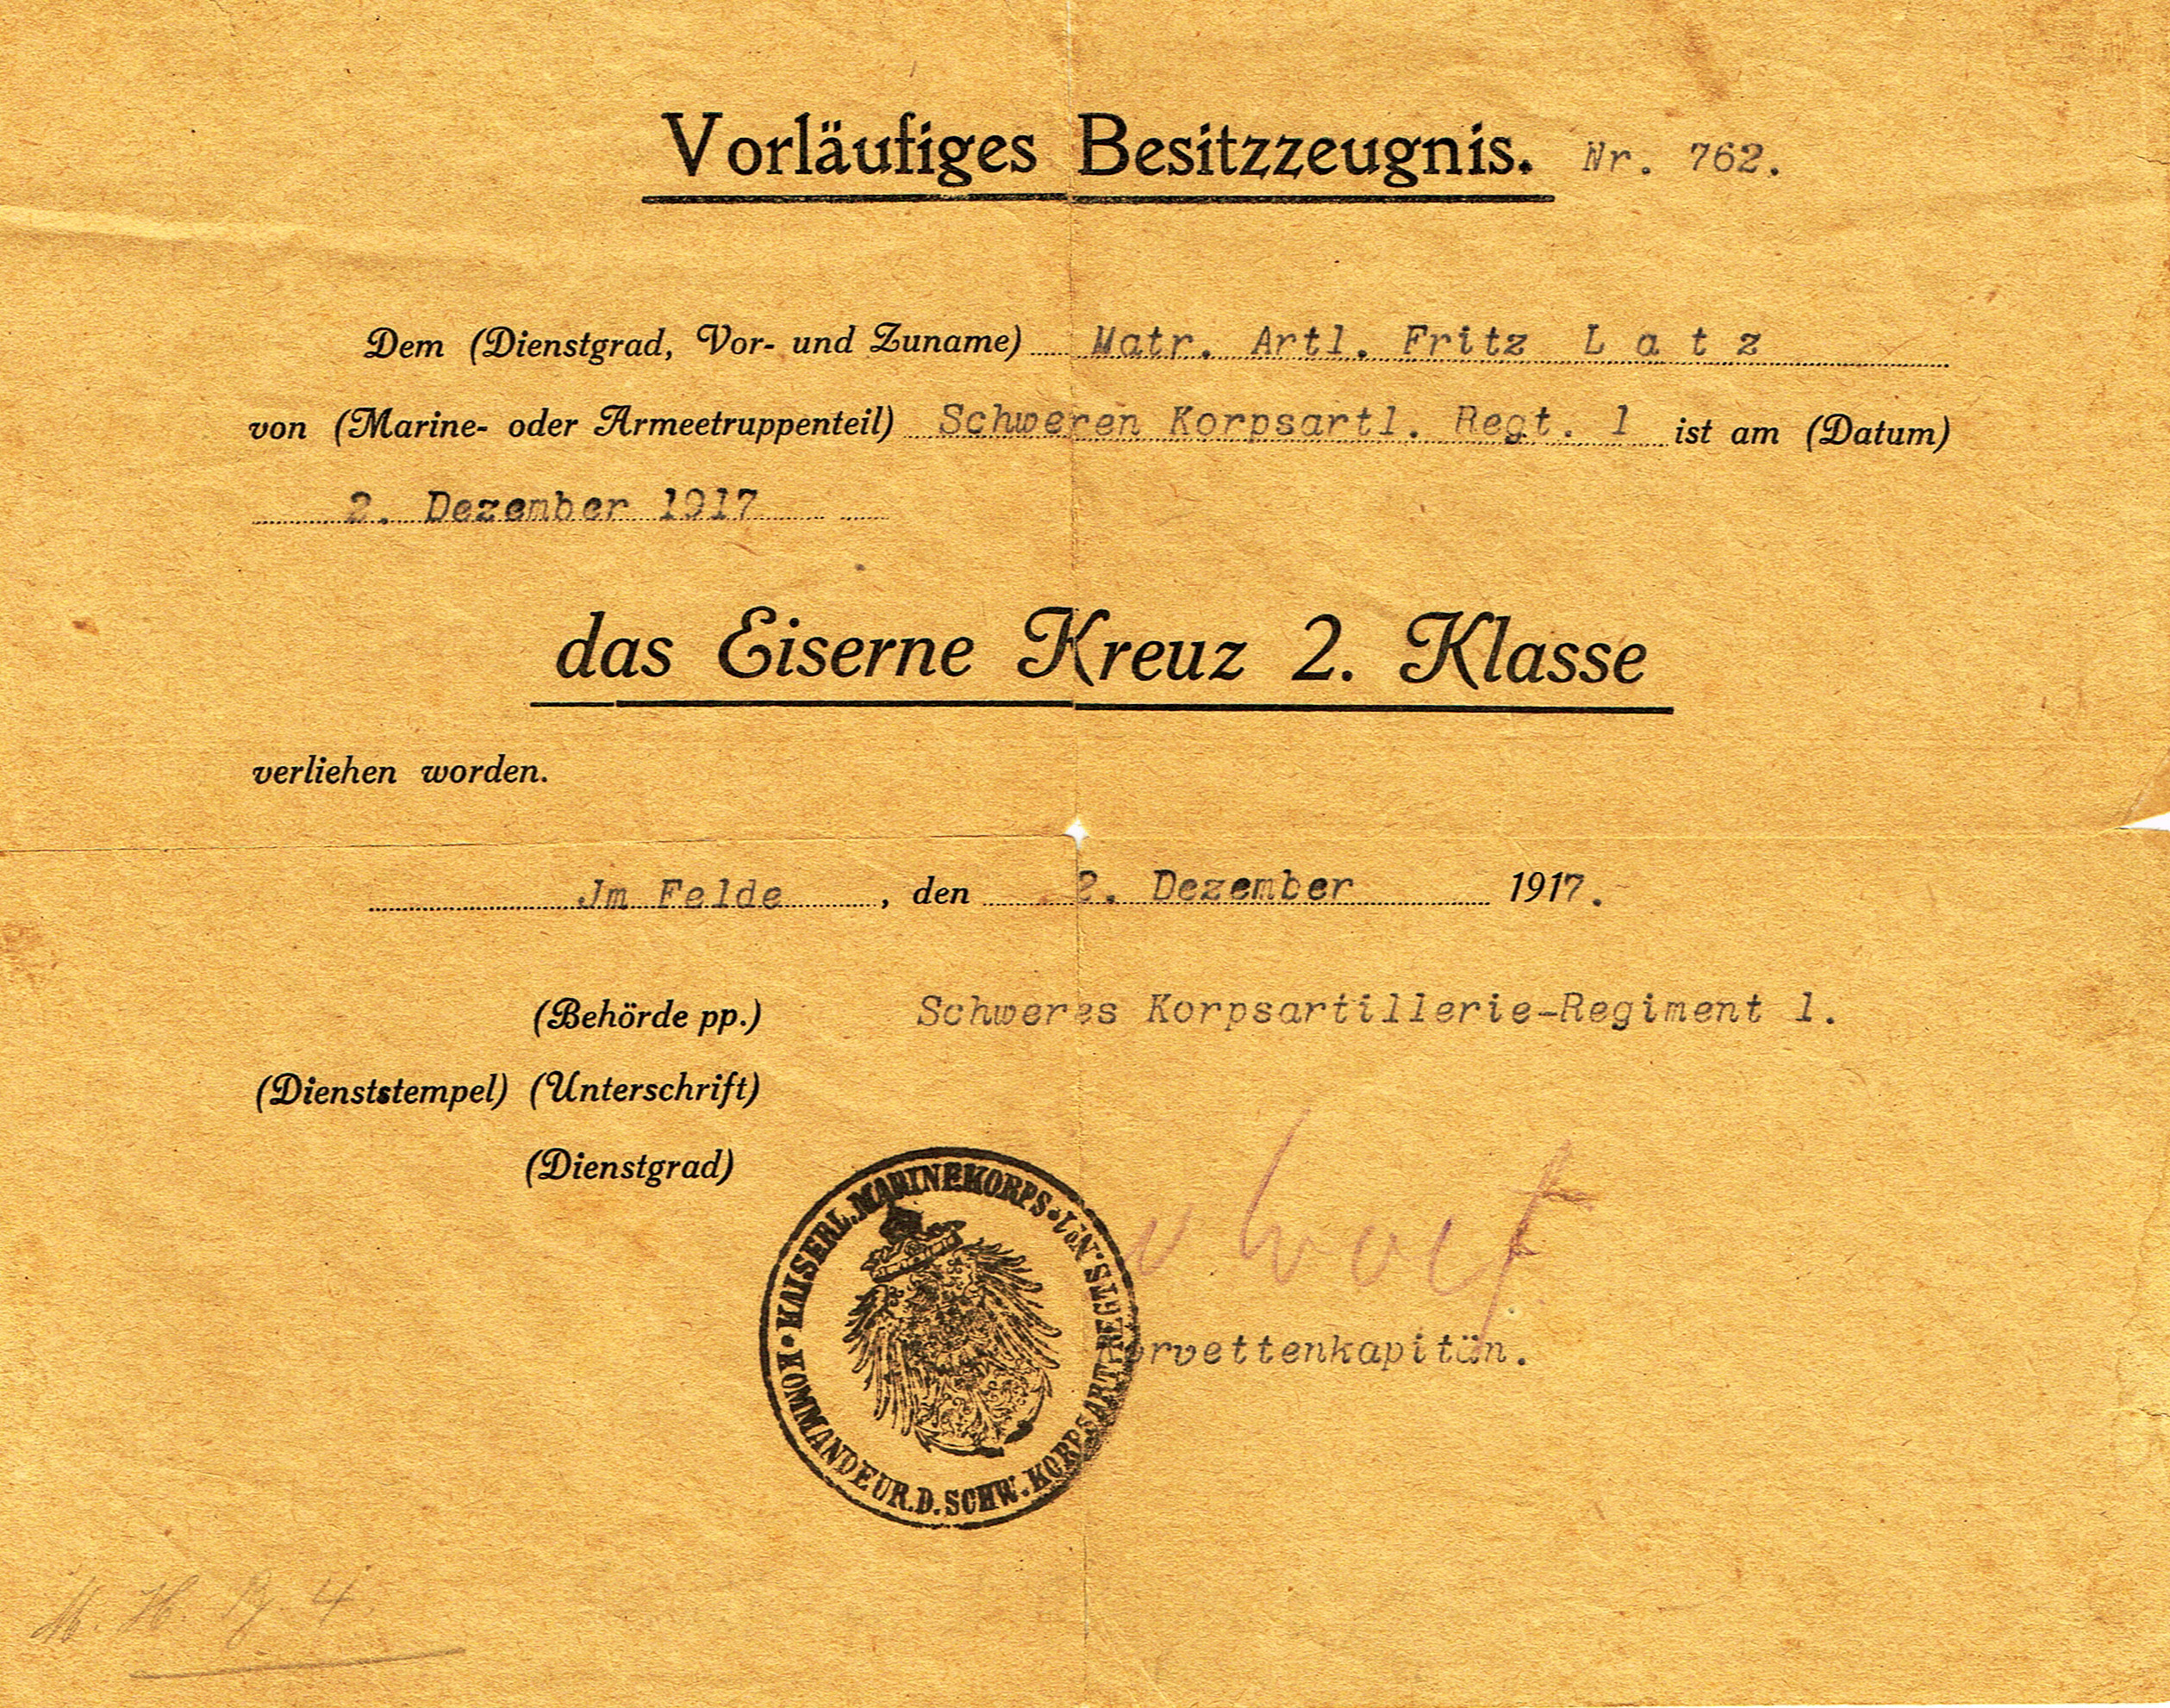 Vorläufiges Besitzzeugnis. Nr. 762.
Dem (Dienstgrad, Vor- und Zuname) Matr. Artl. Fritz L a t z
von (Marine- oder Armeetruppenteil) Schweren Korpsartl. Regt. 1 ist am (Datum)
2. Dezember 1917
das Eiserne Kreuz 2. Klasse
verliehen worden.
Jm Felde, den 2. Dezember 1917.
(Behörde pp.) Schweres Korpsartillerie-Regiment 1.
(Dienststempel) (Unterschrift)
(Dienstgrad)
KAISERL. MARINEKORPS
KOMMANDEUR.D.SCHW.KORPSARTT.REGTS.N
Korvettenkapitän.